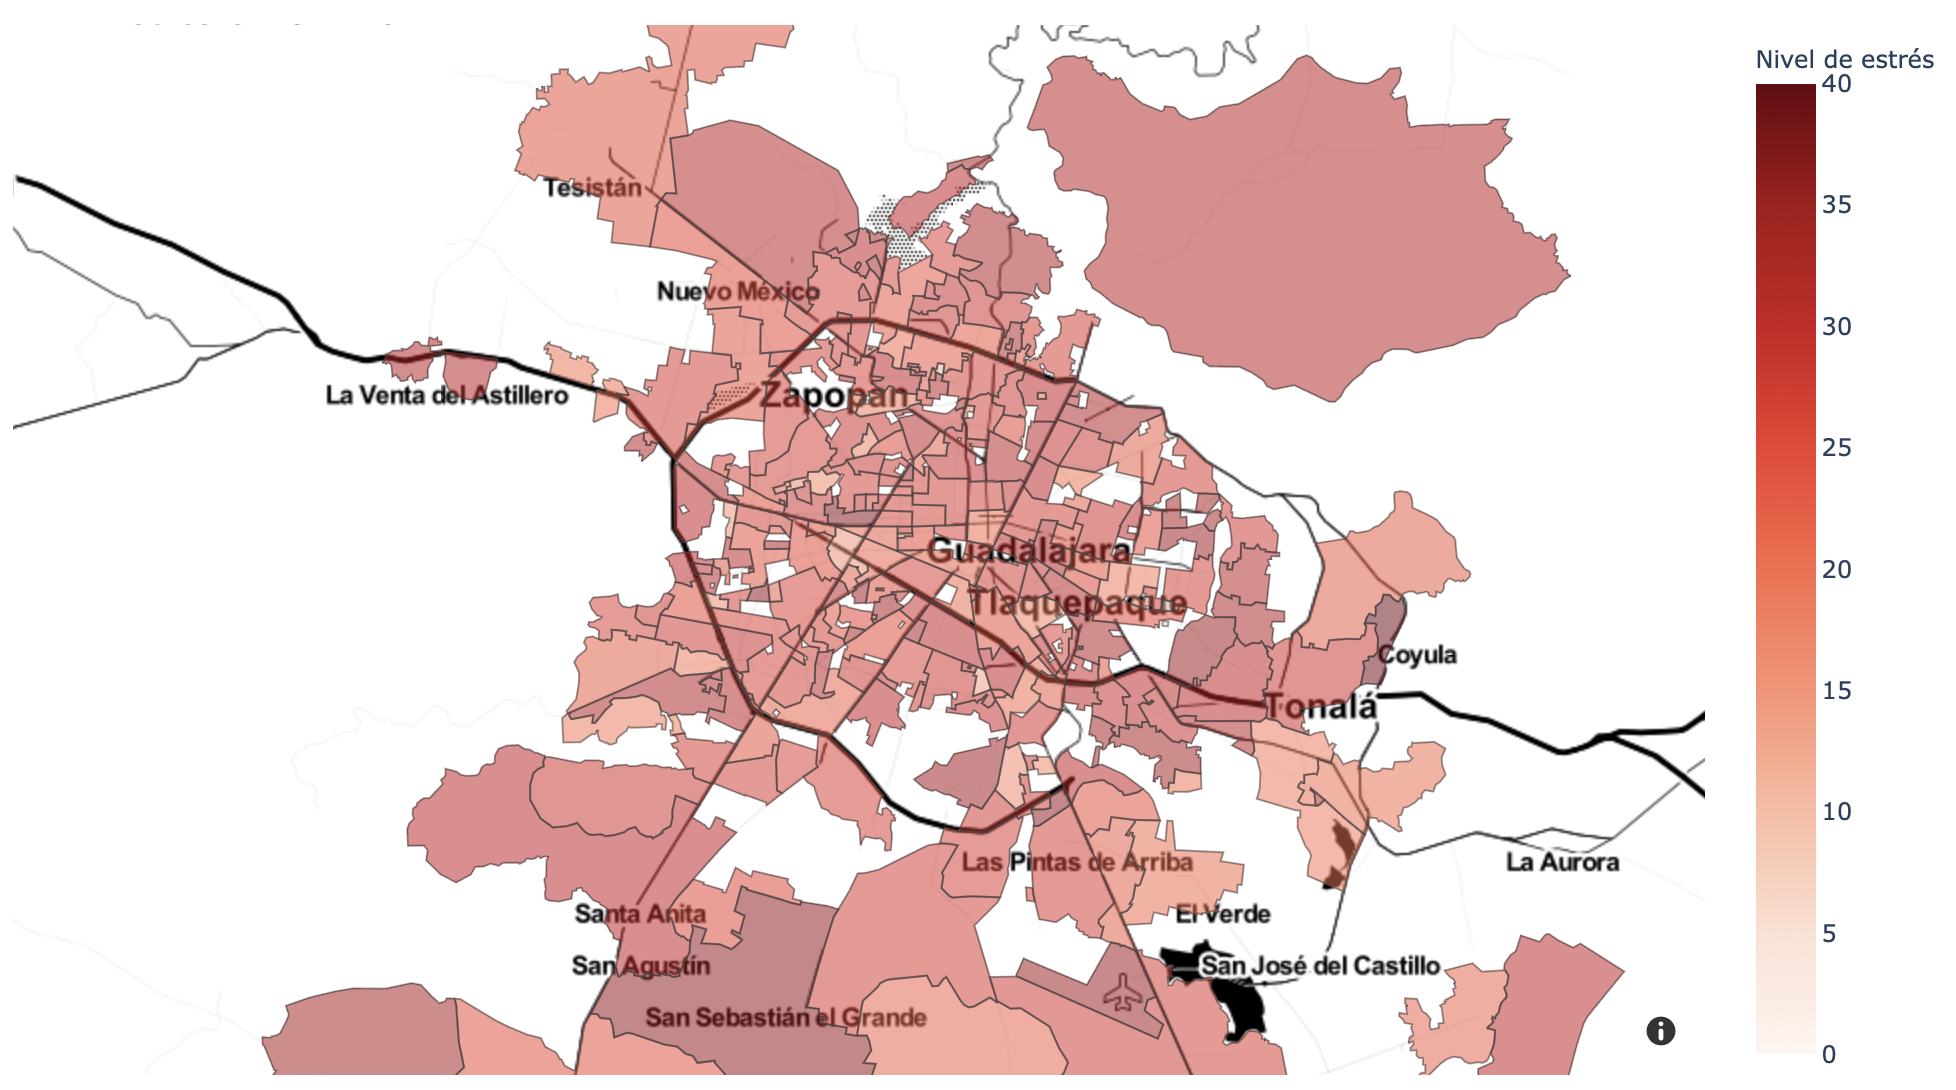 Nivel de estrés
40
35
30
25
20
15
10
5
0
Tesistán
Nuevo México
La Venta del Astillero
Zapopan
Guadalajara
Tlaquepaque
Coyula
Tonalá
Las Pintas de Arriba
La Aurora
Santa Anita
El Verde
San Agustín
San José del Castillo
San Sebastián el Grande